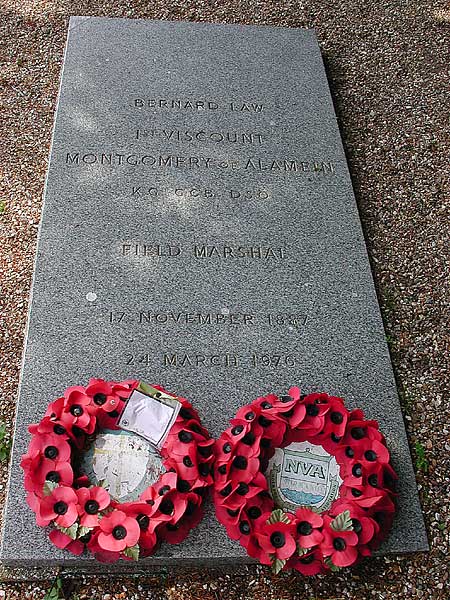 BERNARD LAW
1ST VISCOUNT
MONTGOMERY OF ALAMEIN
KG GCB DSO
FIELD MARSHAL
17 NOVEMBER 1887
24 MARCH 1976
NVA